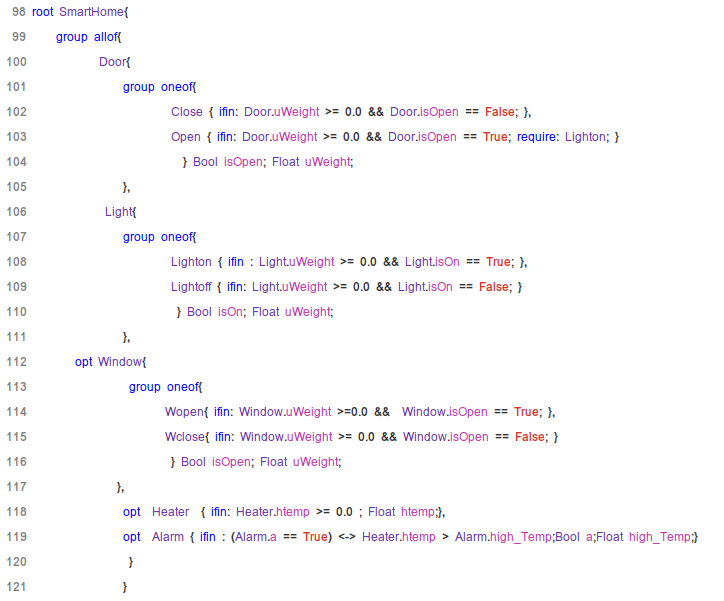 98 root SmartHome{
99 group allof{
100 Door{
101 group oneof{
102 Close { ifin: Door.uWeight >= 0.0 && Door.isOpen == False; },
103 Open { ifin: Door.uWeight >= 0.0 && Door.isOpen == True; require: Lighton; }
104 } Bool isOpen; Float uWeight;
105 },
106 Light{
107 group oneof{
108 Lighton { ifin : Light.uWeight >= 0.0 && Light.isOn == True; },
109 Lightoff { ifin: Light.uWeight >= 0.0 && Light.isOn == False; }
110 } Bool isOn; Float uWeight;
111 },
112 opt Window{
113 group oneof{
114 Wopen{ ifin: Window.uWeight >=0.0 && Window.isOpen == True; },
115 Wclose{ ifin: Window.uWeight >= 0.0 && Window.isOpen == False; }
116 } Bool isOpen; Float uWeight;
117 },
118 opt Heater { ifin: Heater.htemp >= 0.0 ; Float htemp;},
119 opt Alarm { ifin : (Alarm.a == True) <-> Heater.htemp > Alarm.high_Temp;Bool a;Float high_Temp;}
120 }
121 }